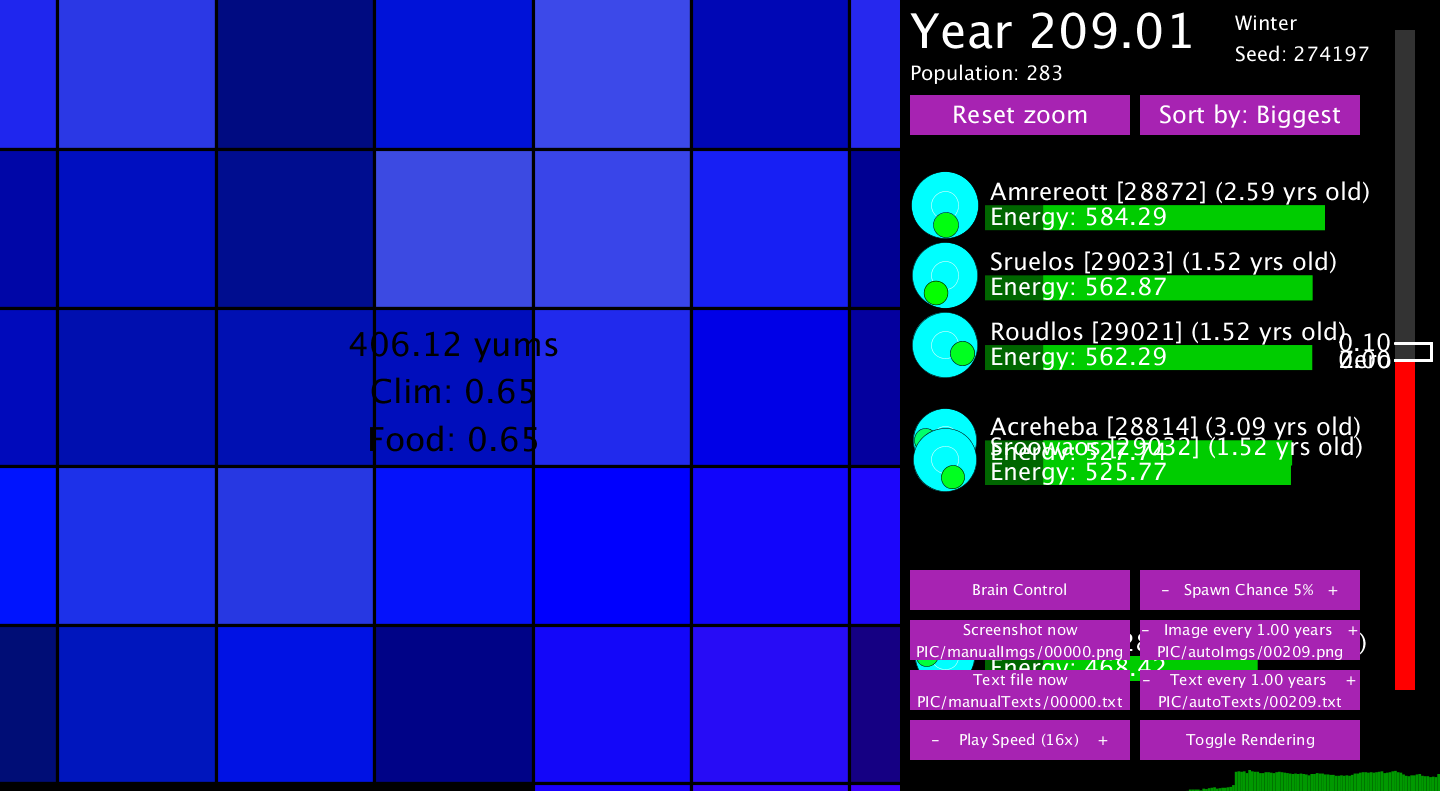 Year 209.01
Winter
Seed: 274197
Population: 283
Reset zoom
Sort by: Biggest
Amrereott [28872] (2.59 yrs old)
Energy: 584.29
Sruelos [29023] (1.52 yrs old)
Energy: 562.87
Roudlos [29021] (1.52 yrs old)
Energy: 562.29
0.10
Zero
406.12 yums
Clim: 0.65
Food: 0.65
Acreheba [28814] (3.09 yrs old)
Energy: 527.74
Sroowaos [29032] (1.52 yrs old)
Energy: 525.77
Brain Control
- Spawn Chance 5% +
Screenshot now
PIC/manualImgs/00000.png
- Image every 1.00 years +
PIC/autoImgs/00209.png
Energy: 468.42
Text file now
PIC/manualTexts/00000.txt
- Text every 1.00 years +
PIC/autoTexts/00209.txt
- Play Speed (16x) +
Toggle Rendering